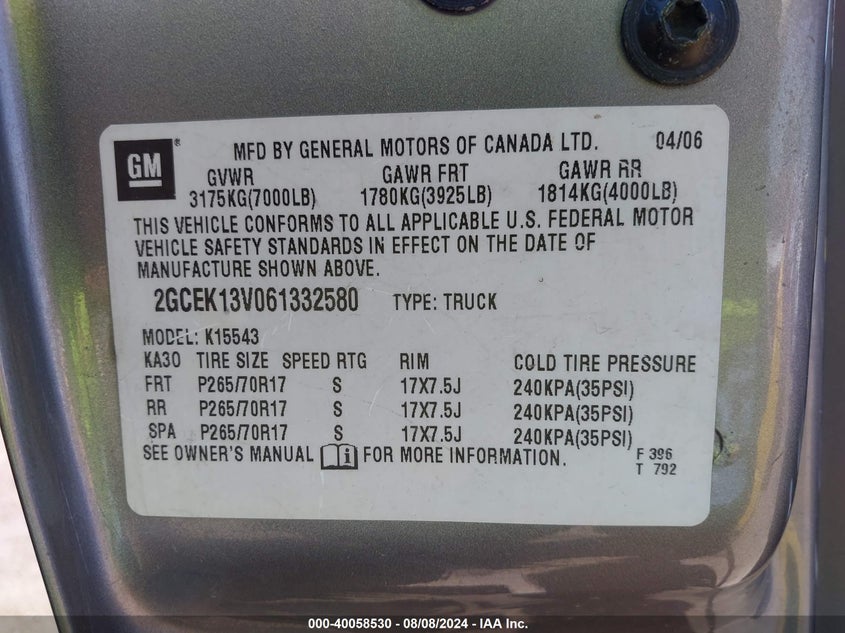 GM ®
MFD BY GENERAL MOTORS OF CANADA LTD. 04/06
GVWR GAWR FRT GAWR RR
3175KG(7000LB) 1780KG(3925LB) 1814KG(4000LB)
THIS VEHICLE CONFORMS TO ALL APPLICABLE U.S. FEDERAL MOTOR
VEHICLE SAFETY STANDARDS IN EFFECT ON THE DATE OF
MANUFACTURE SHOWN ABOVE.
2GCEK13V061332580 TYPE: TRUCK
MODEL: K15543
KA30 TIRE SIZE SPEED RTG RIM COLD TIRE PRESSURE
FRT P265/70R17 S 17X7.5J 240KPA(35PSI)
RR P265/70R17 S 17X7.5J 240KPA(35PSI)
SPA P265/70R17 S 17X7.5J 240KPA(35PSI)
SEE OWNER'S MANUAL i FOR MORE INFORMATION.
F 396
T 792
000-40058530 - 08/08/2024 - IAA Inc.